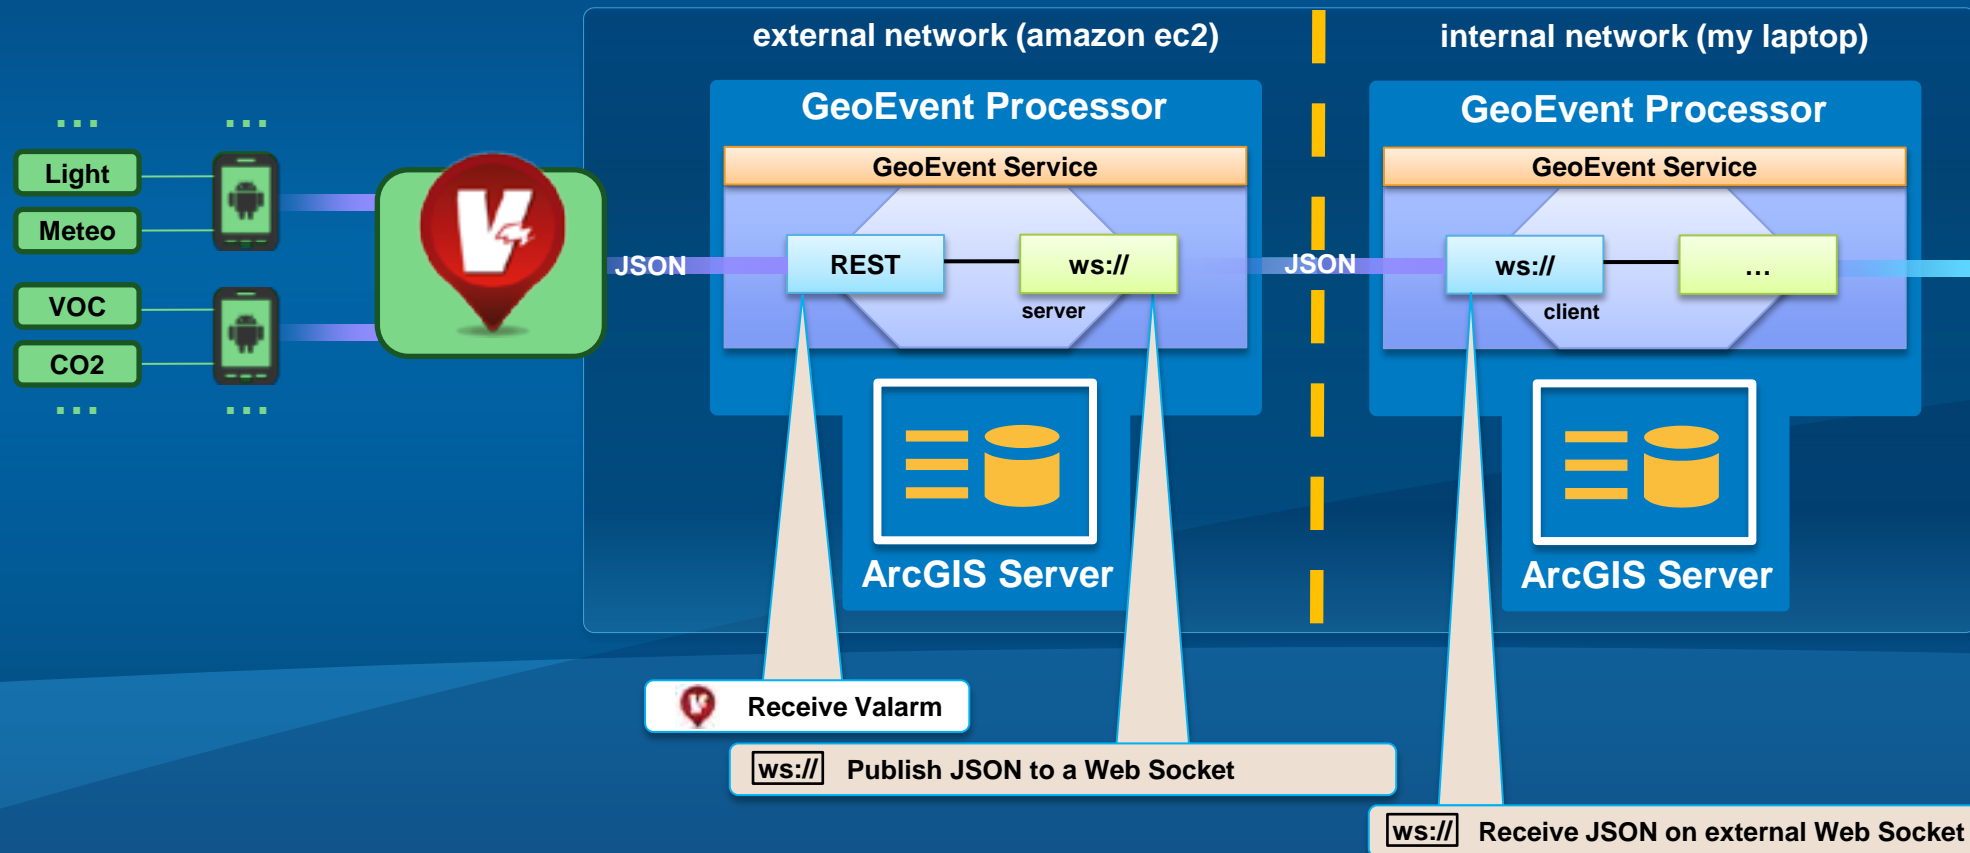 external network (amazon ec2)
internal network (my laptop)
GeoEvent Processor
GeoEvent Processor
...
...
GeoEvent Service
GeoEvent Service
Light
Meteo
JSON
REST
ws://
JSON
ws://
...
server
client
VOC
CO2
...
...
ArcGIS Server
ArcGIS Server
Receive Valarm
ws:// Publish JSON to a Web Socket
ws:// Receive JSON on external Web Socket